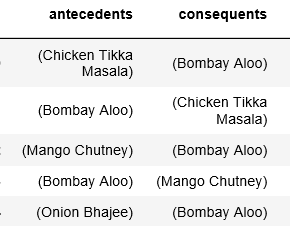 antecedents consequents
(Chicken Tikka Masala) (Bombay Aloo)
(Bombay Aloo) (Chicken Tikka Masala)
(Mango Chutney) (Bombay Aloo)
(Bombay Aloo) (Mango Chutney)
(Onion Bhajee) (Bombay Aloo)